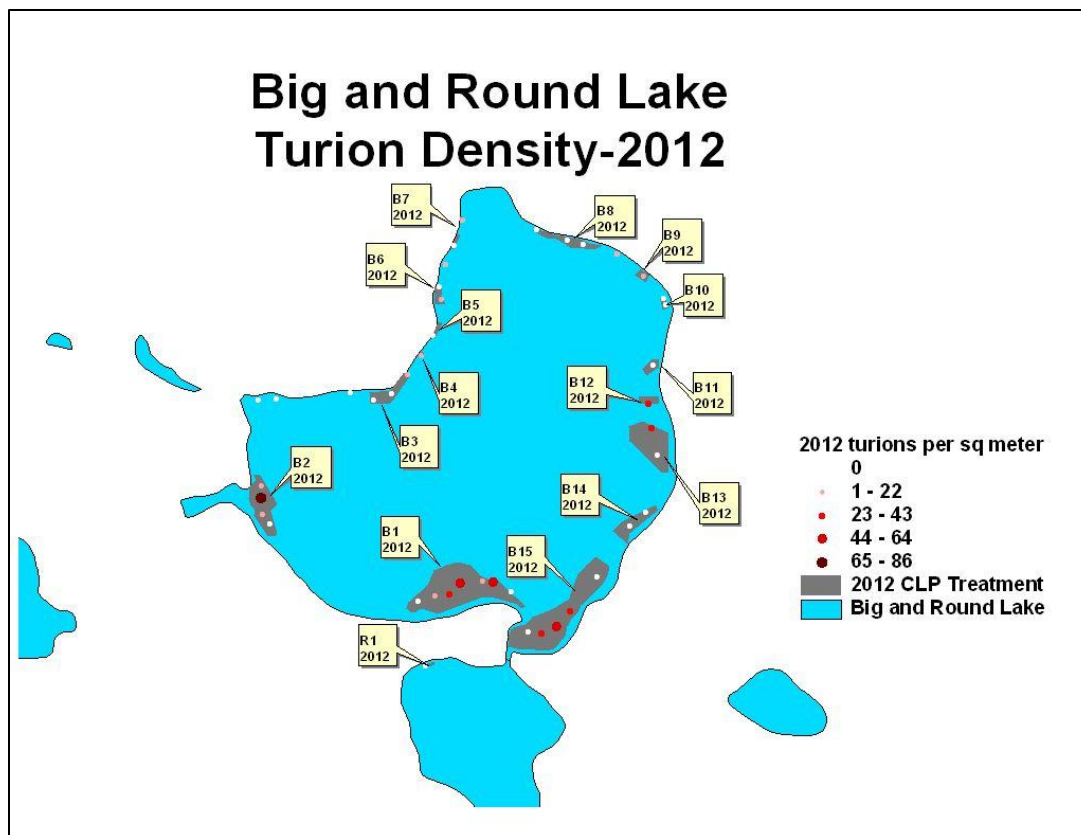 Big and Round Lake
Turion Density-2012
B7
2012
B8
2012
B9
2012
B6
2012
B10
2012
B5
2012
B4
2012
B12
2012
B11
2012
B3
2012
B2
2012
B14
2012
B13
2012
B1
2012
B15
2012
R1
2012
2012 turions per sq meter
0
1 - 22
23 - 43
44 - 64
65 - 86
2012 CLP Treatment
Big and Round Lake